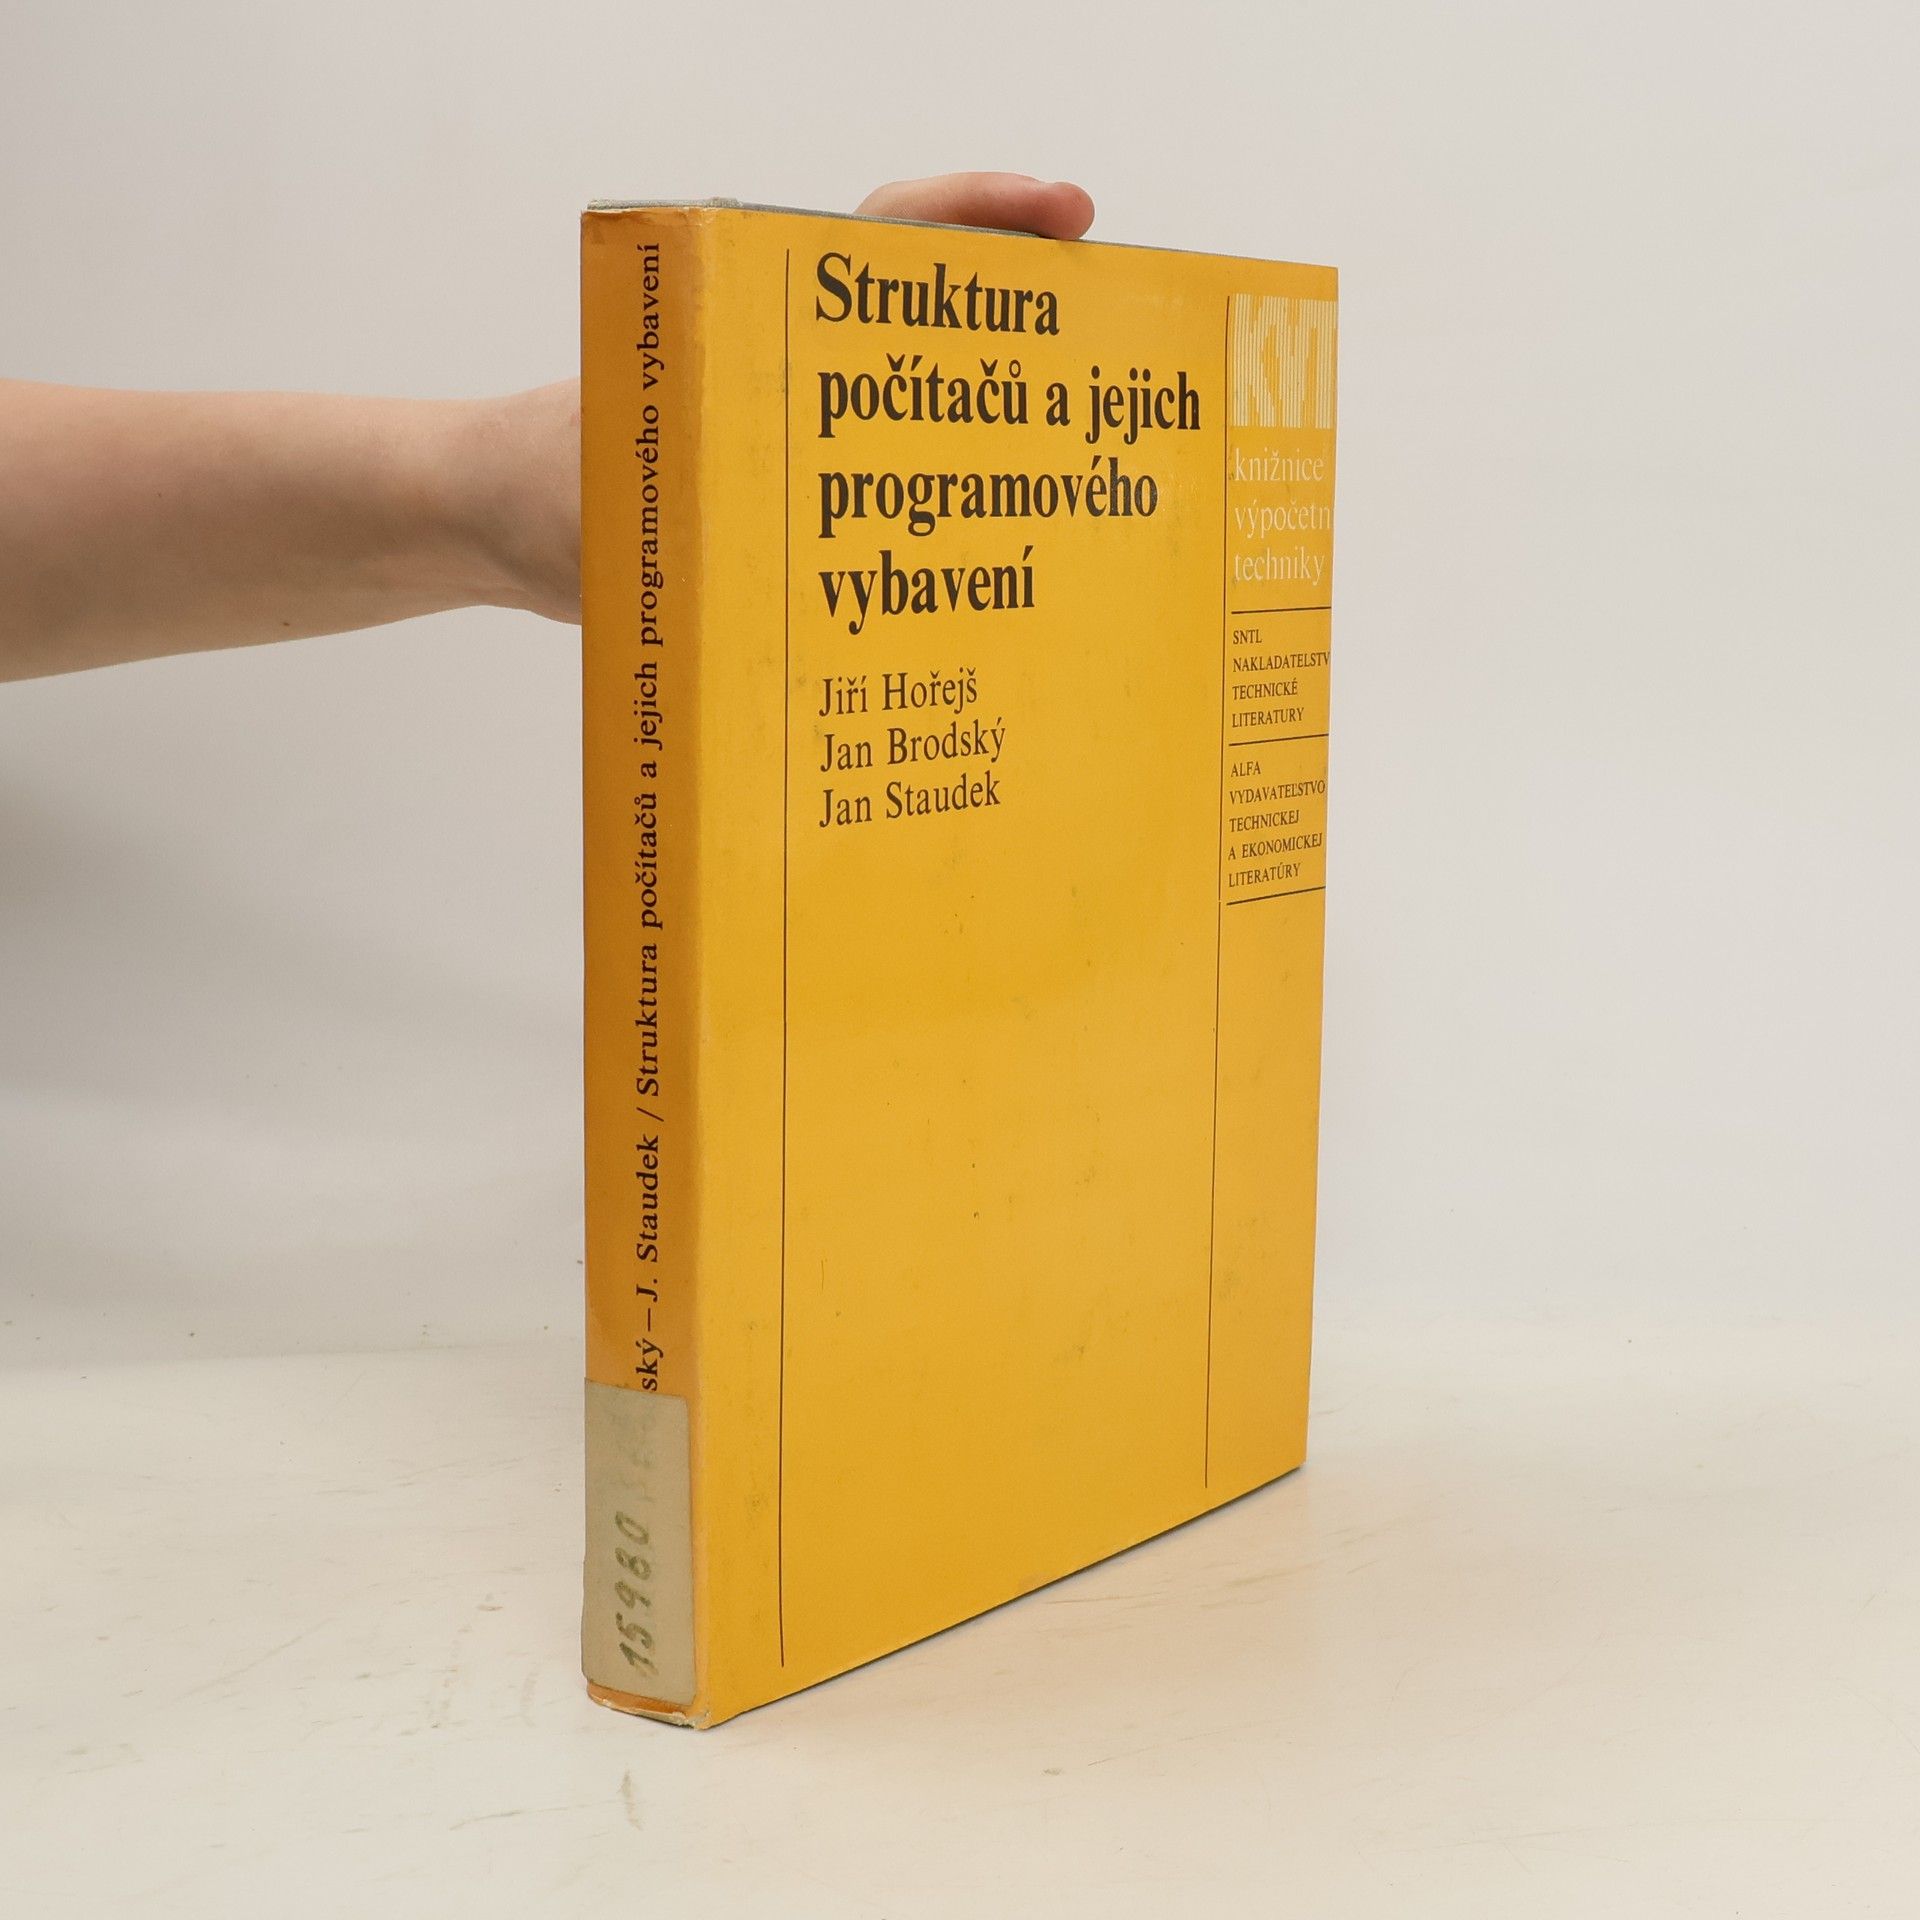 Struktura
počítačů a jejich
programového
vybavení
Jiří Hořejš
Jan Brodský
Jan Staudek
KVT
knižnice
výpočetn
techniky
SNTL
NAKLADATELSTV
TECHNICKÉ
LITERATURY
ALFA
VYDAVATEĽSTVO
TECHNICKEJ
A EKONOMICKEJ
LITERATÚRY
ský – J. Staudek / Struktura počítačů a jejich programového vybavení
15980